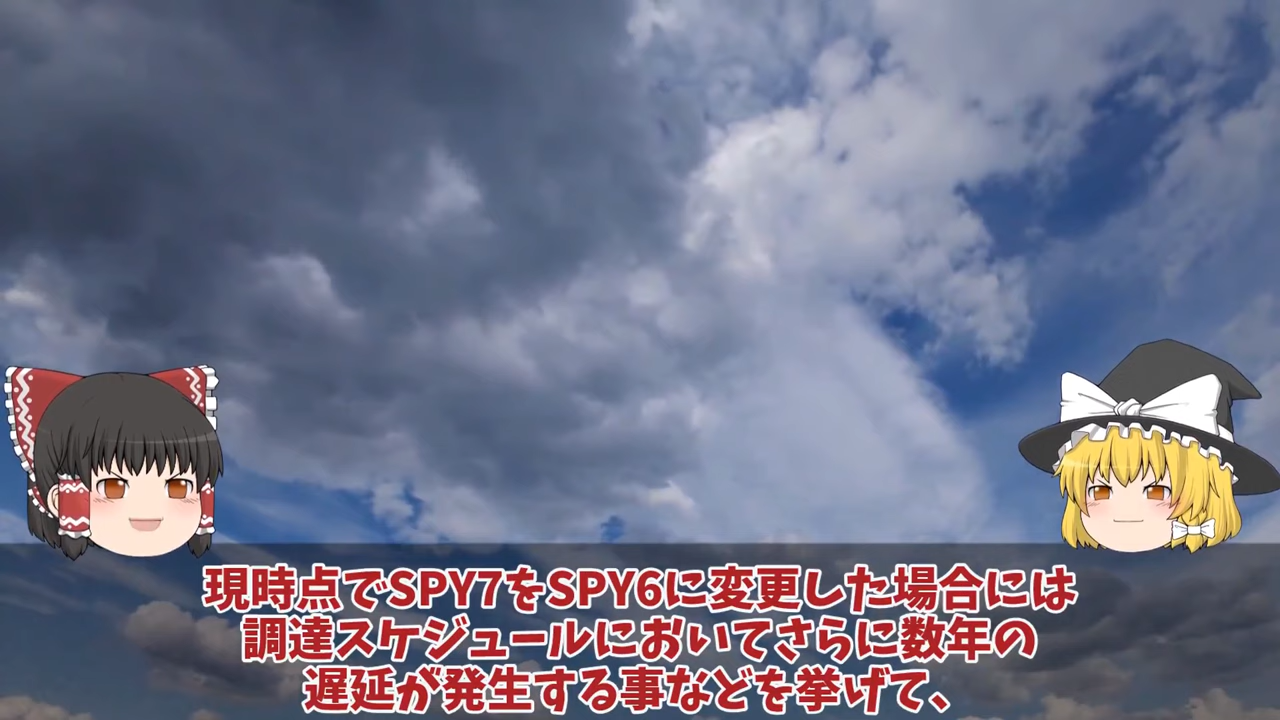 現時点でSPY7をSPY6に変更した場合には
調達スケジュールにおいてさらに数年の
遅延が発生する事などを挙げて、